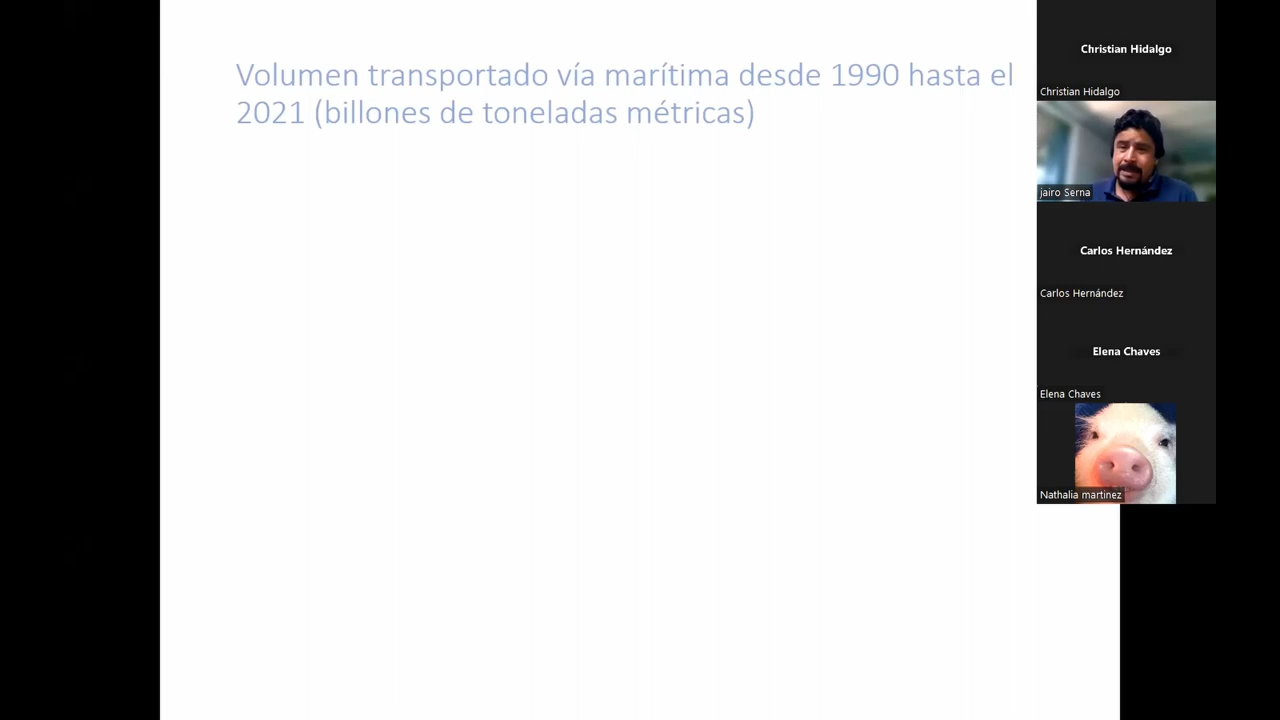 Volumen transportado vía marítima desde 1990 hasta el
2021 (billones de toneladas métricas)
Christian Hidalgo
Christian Hidalgo
jairo Serna
Carlos Hernández
Carlos Hernández
Elena Chaves
Elena Chaves
Nathalia martinez